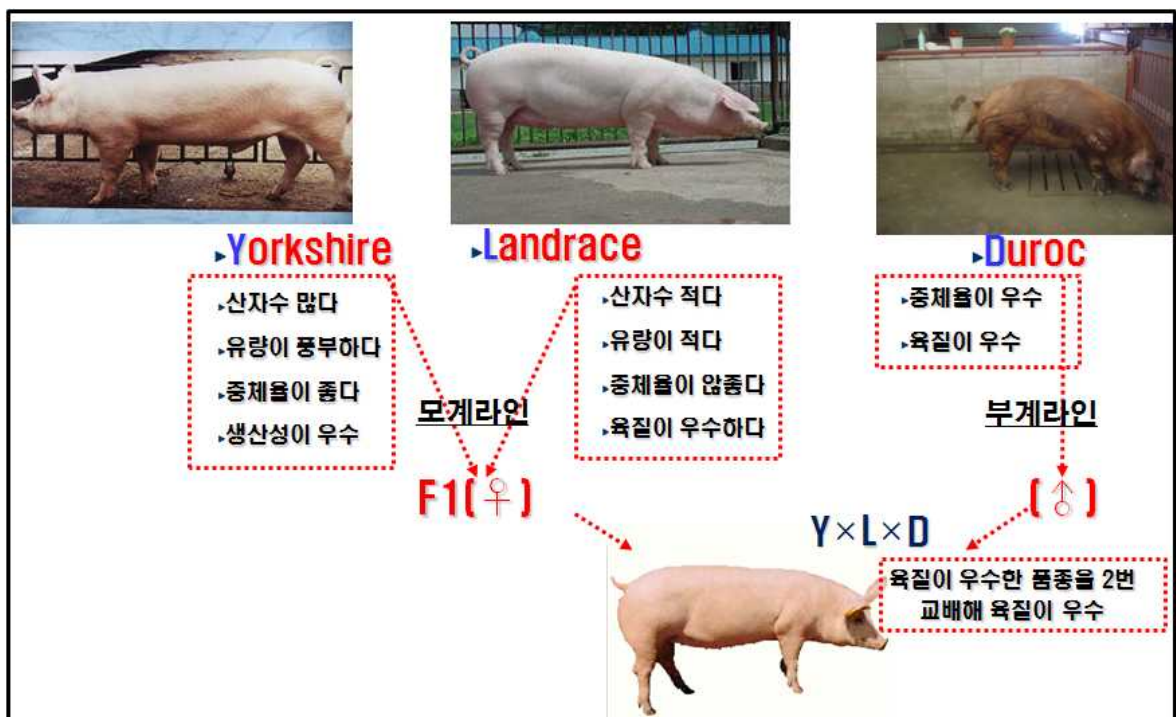 ▸Yorkshire
▸산자수 많다
▸유량이 풍부하다
▸중체율이 좋다
▸생산성이 우수
▸Landrace
▸산자수 적다
▸유량이 적다
▸중체율이 않좋다
▸육질이 우수하다
▸Duroc
▸중체율이 우수
▸육질이 우수
모계라인
부계라인
F1(♀)
(♂)
Y×L×D
육질이 우수한 품종을 2번
교배해 육질이 우수